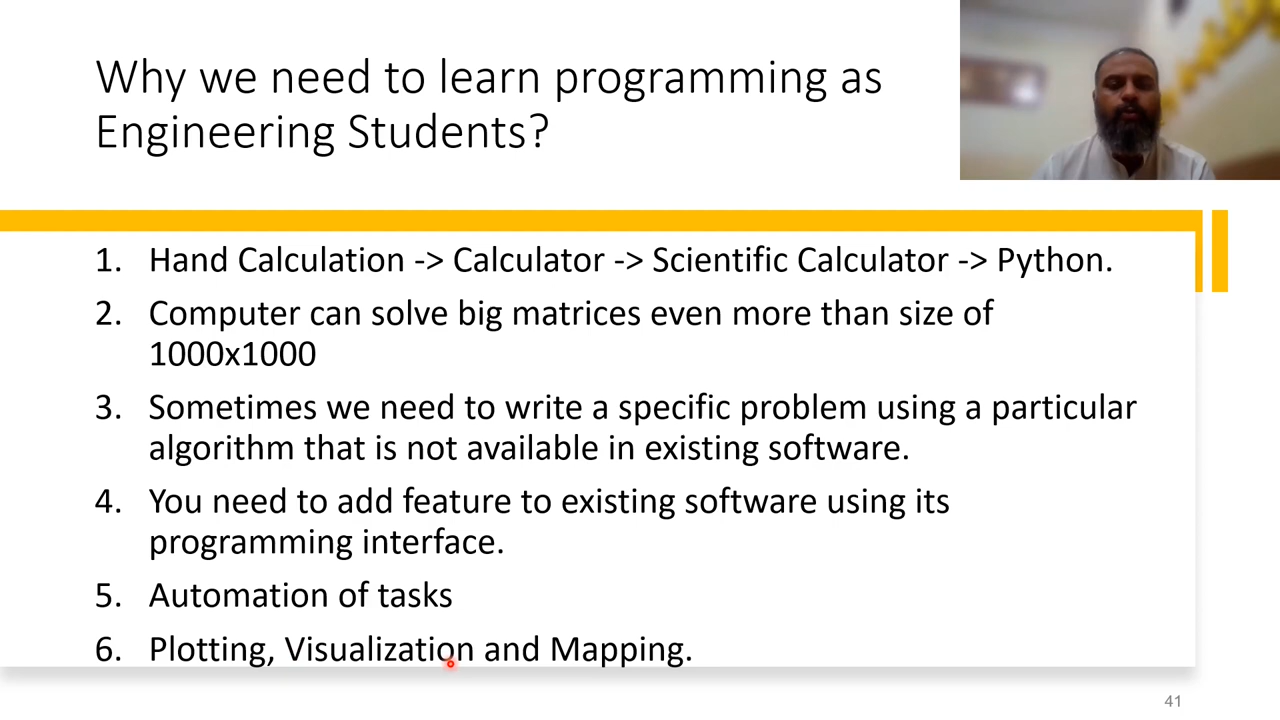 Why we need to learn programming as
Engineering Students?
1. Hand Calculation -> Calculator -> Scientific Calculator -> Python.
2. Computer can solve big matrices even more than size of
1000x1000
3. Sometimes we need to write a specific problem using a particular
algorithm that is not available in existing software.
4. You need to add feature to existing software using its
programming interface.
5. Automation of tasks
6. Plotting, Visualization and Mapping.
41